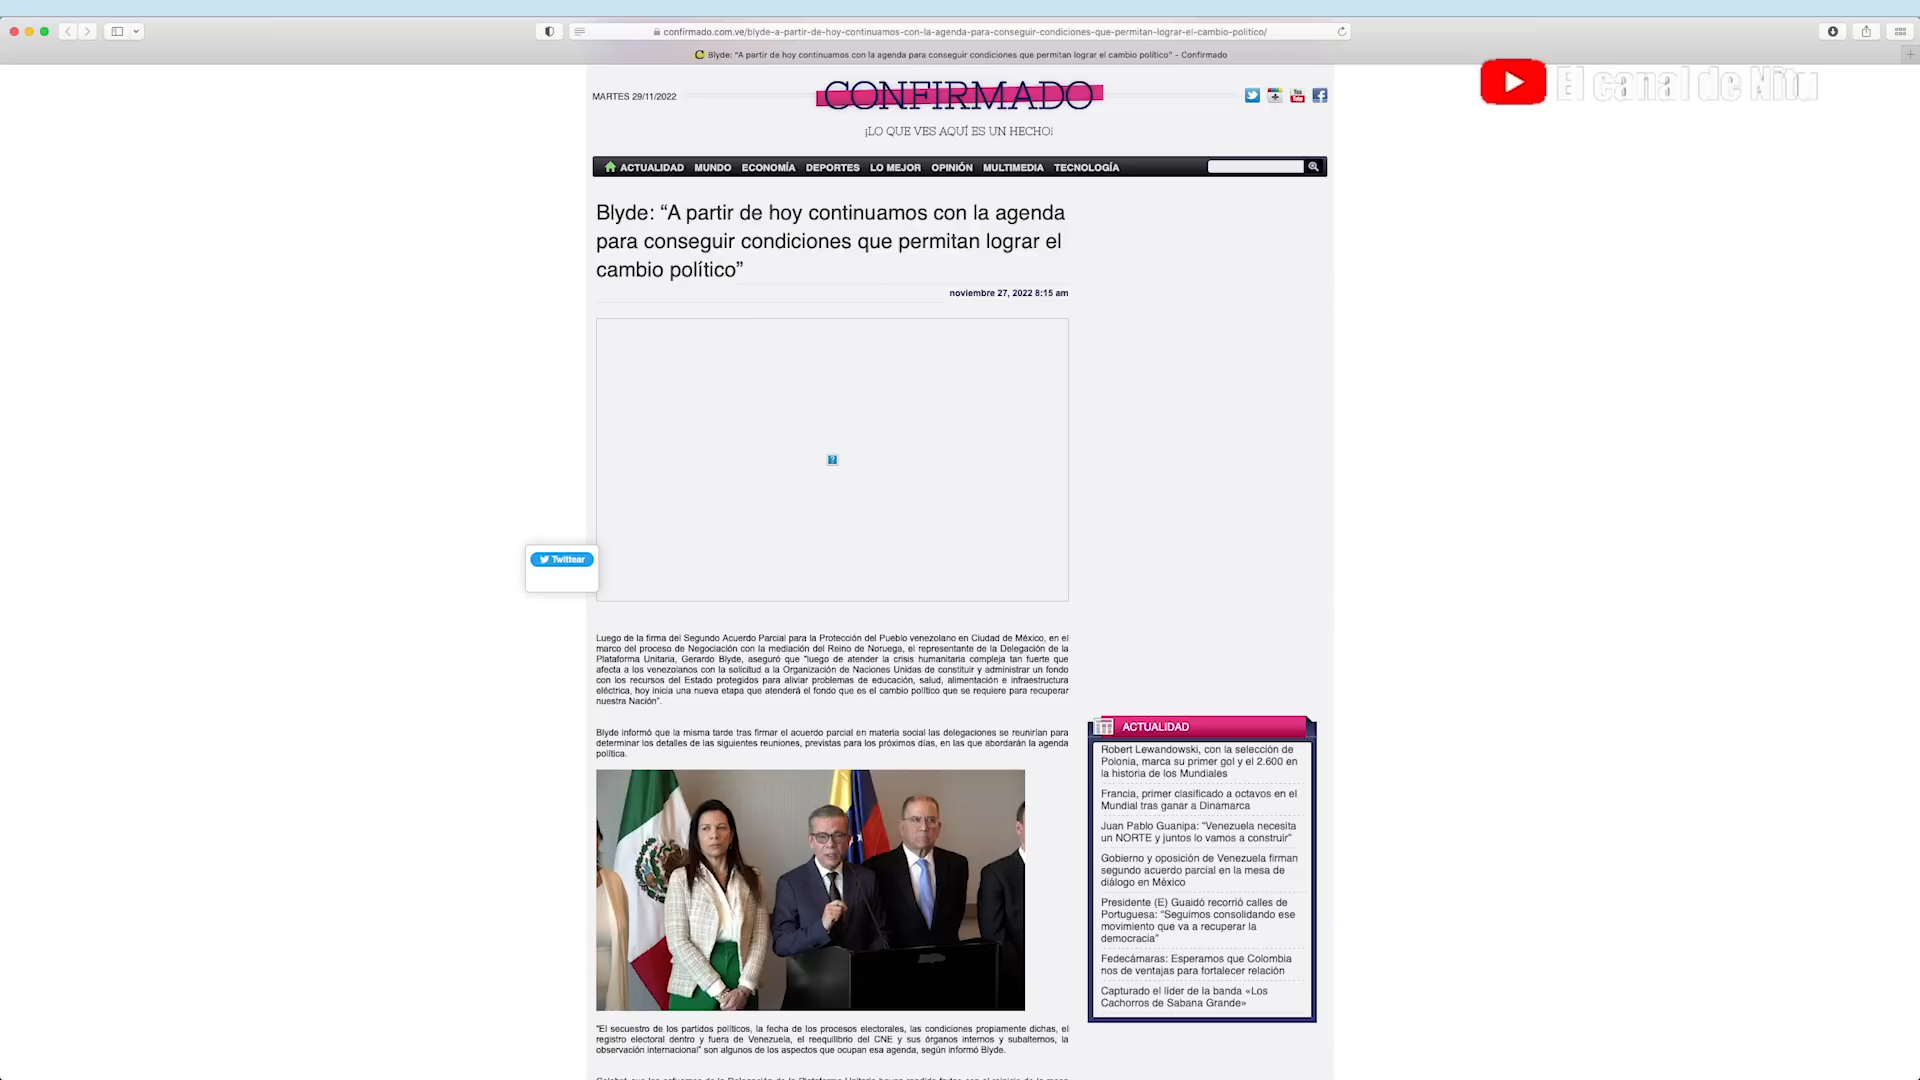 confirmado.com.ve/blyde-a-partir-de-hoy-continuamos-con-la-agenda-para-conseguir-condiciones-que-permitan-lograr-el-cambio-politico/
Blyde: "A partir de hoy continuamos con la agenda para conseguir condiciones que permitan lograr el cambio político" - Confirmado
El canal de Nitu
MARTES 29/11/2022
CONFIRMADO
¡LO QUE VES AQUÍ ES UN HECHO!
ACTUALIDAD MUNDO ECONOMÍA DEPORTES LO MEJOR OPINIÓN MULTIMEDIA TECNOLOGÍA
Blyde: “A partir de hoy continuamos con la agenda
para conseguir condiciones que permitan lograr el
cambio político”
noviembre 27, 2022 8:15 am
Twittear
Luego de la firma del Segundo Acuerdo Parcial para la Protección del Pueblo venezolano en Ciudad de México, en el
marco del proceso de Negociación con la mediación del Reino de Noruega, el representante de la Delegación de la
Plataforma Unitaria, Gerardo Blyde, aseguró que "luego de atender la crisis humanitaria compleja tan fuerte que
afecta a los venezolanos con la solicitud a la Organización de Naciones Unidas de constituir y administrar un fondo
con los recursos del Estado protegidos para aliviar problemas de educación, salud, alimentación e infraestructura
eléctrica, hoy inicia una nueva etapa que atenderá el fondo que es el cambio político que se requiere para recuperar
nuestra Nación".
Blyde informó que la misma tarde tras firmar el acuerdo parcial en materia social las delegaciones se reunirían para
determinar los detalles de las siguientes reuniones, previstas para los próximos días, en las que abordarán la agenda
política.
"El secuestro de los partidos políticos, la fecha de los procesos electorales, las condiciones propiamente dichas, el
registro electoral dentro y fuera de Venezuela, el reequilibrio del CNE y sus órganos internos y subalternos, la
observación internacional" son algunos de los aspectos que ocupan esa agenda, según informó Blyde.
ACTUALIDAD
Robert Lewandowski, con la selección de
Polonia, marca su primer gol y el 2.600 en
la historia de los Mundiales
Francia, primer clasificado a octavos en el
Mundial tras ganar a Dinamarca
Juan Pablo Guanipa: “Venezuela necesita
un NORTE y juntos lo vamos a construir”
Gobierno y oposición de Venezuela firman
segundo acuerdo parcial en la mesa de
diálogo en México
Presidente (E) Guaidó recorrió calles de
Portuguesa: “Seguimos consolidando ese
movimiento que va a recuperar la
democracia”
Fedecámaras: Esperamos que Colombia
nos de ventajas para fortalecer relación
Capturado el líder de la banda «Los
Cachorros de Sabana Grande»